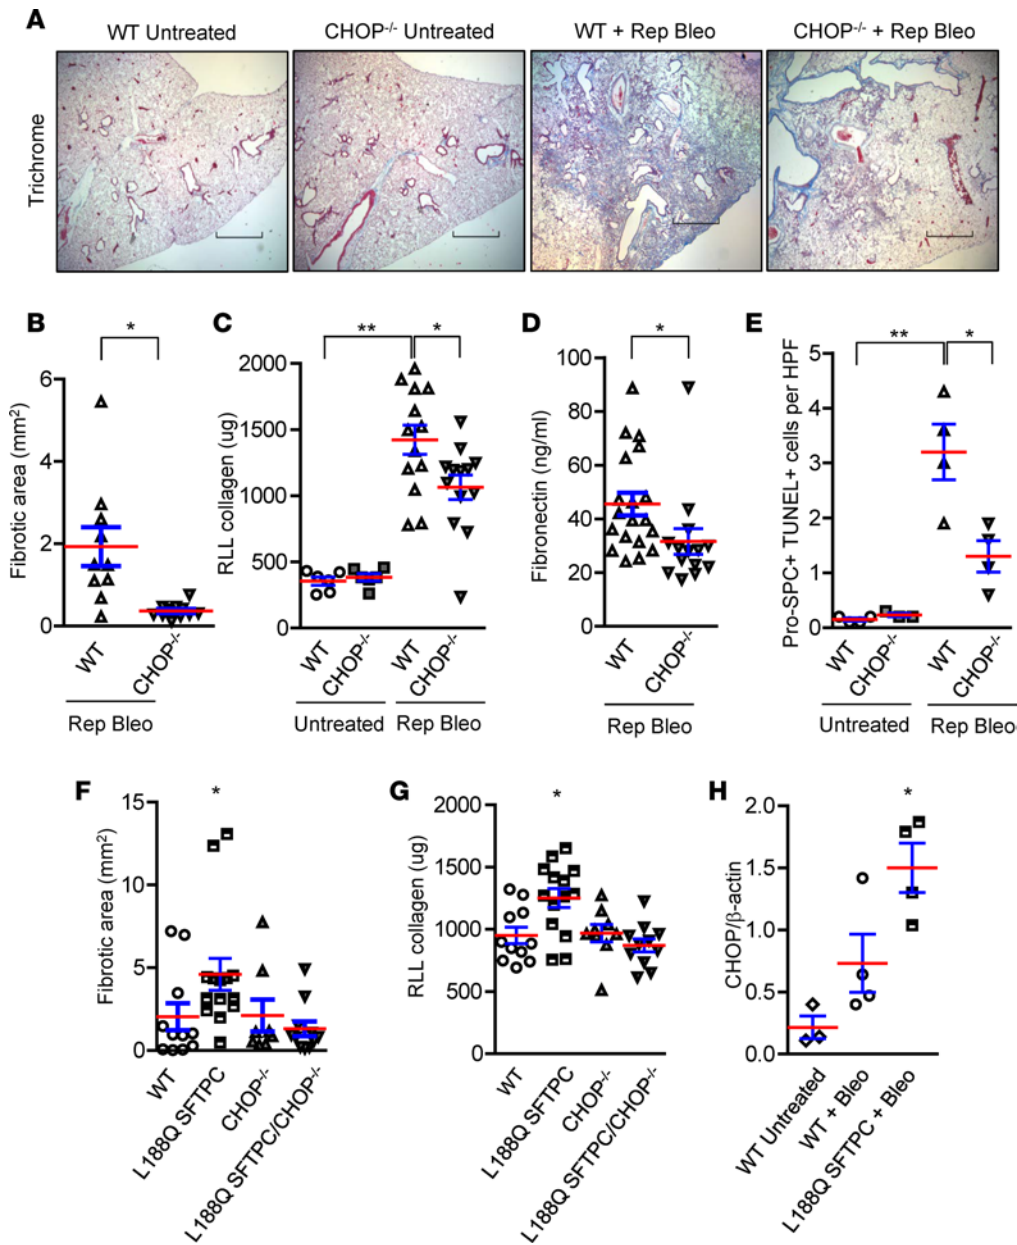 A
WT Untreated
CHOP-/- Untreated
WT + Rep Bleo
CHOP-/- + Rep Bleo
Trichrome
B
*
Fibrotic area (mm²)
6
4
2
0
WT
CHOP-/-
Rep Bleo
C
**
*
RLL collagen (ug)
2000
1500
1000
500
0
WT
CHOP-/-
WT
CHOP-/-
Untreated
Rep Bleo
D
*
Fibronectin (ng/ml)
100
80
60
40
20
0
WT
CHOP-/-
Rep Bleo
E
**
*
Pro-SPC+ TUNEL+ cells per HPF
5
4
3
2
1
0
WT
CHOP-/-
WT
CHOP-/-
Untreated
Rep Bleo
F
*
Fibrotic area (mm²)
15
10
5
0
WT
L188Q SFTPC
CHOP-/-
L188Q SFTPC/CHOP-/-
G
*
RLL collagen (ug)
2000
1500
1000
500
0
WT
L188Q SFTPC
CHOP-/-
L188Q SFTPC/CHOP-/-
H
*
CHOP/β-actin
2.0
1.5
1.0
0.5
0.0
WT Untreated
WT + Bleo
L188Q SFTPC + Bleo